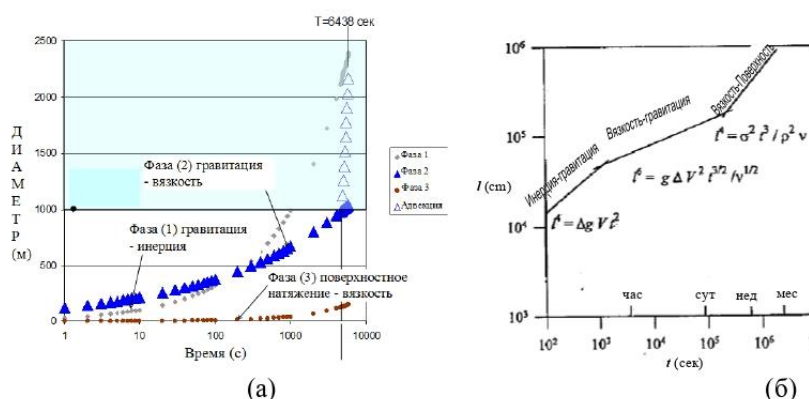 T=6438 сек
2500
2000
1500
1000
500
0
ДИАМЕТР (м)
Фаза (2) гравитация
- вязкость
Фаза (1) гравитация
- инерция
Фаза (3) поверхностное
натяжение - вязкость
1 10 100 1000 10000
Время (с)
Фаза 1
Фаза 2
Фаза 3
Адвекция
(а)
10⁶
10⁵
10⁴
10³
l (cm)
Инерция-гравитация
Вязкость-гравитация
Вязкость-Поверхность
l⁴ = σ² t³ / ρ² ν
l⁶ = g Δ V² t^3/2 / ν^1/2
l⁴ = Δg V t²
час сут нед мес
10² 10³ 10⁴ 10⁵ 10⁶
t (сек)
(б)